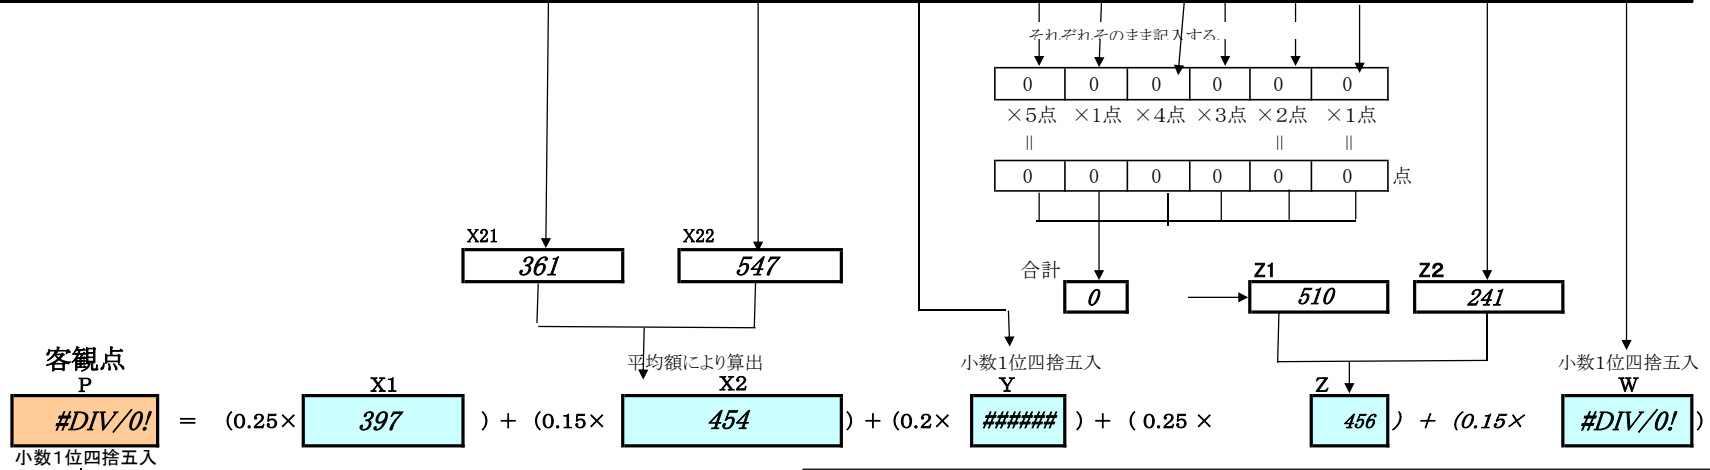 それぞれそのまま記入する.
0 0 0 0 0 0
×5点 ×1点 ×4点 ×3点 ×2点 ×1点
॥ ॥ ॥
0 0 0 0 0 0 点
X21 X22
361 547
合計 Z1 Z2
0 510 241
客観点 平均額により算出 小数1位四捨五入 小数1位四捨五入
P X1 X2 Y Z W
#DIV/0! = (0.25× 397 ) + (0.15× 454 ) + (0.2× ###### ) + ( 0.25 × 456 ) + (0.15× #DIV/0! )
小数1位四捨五入